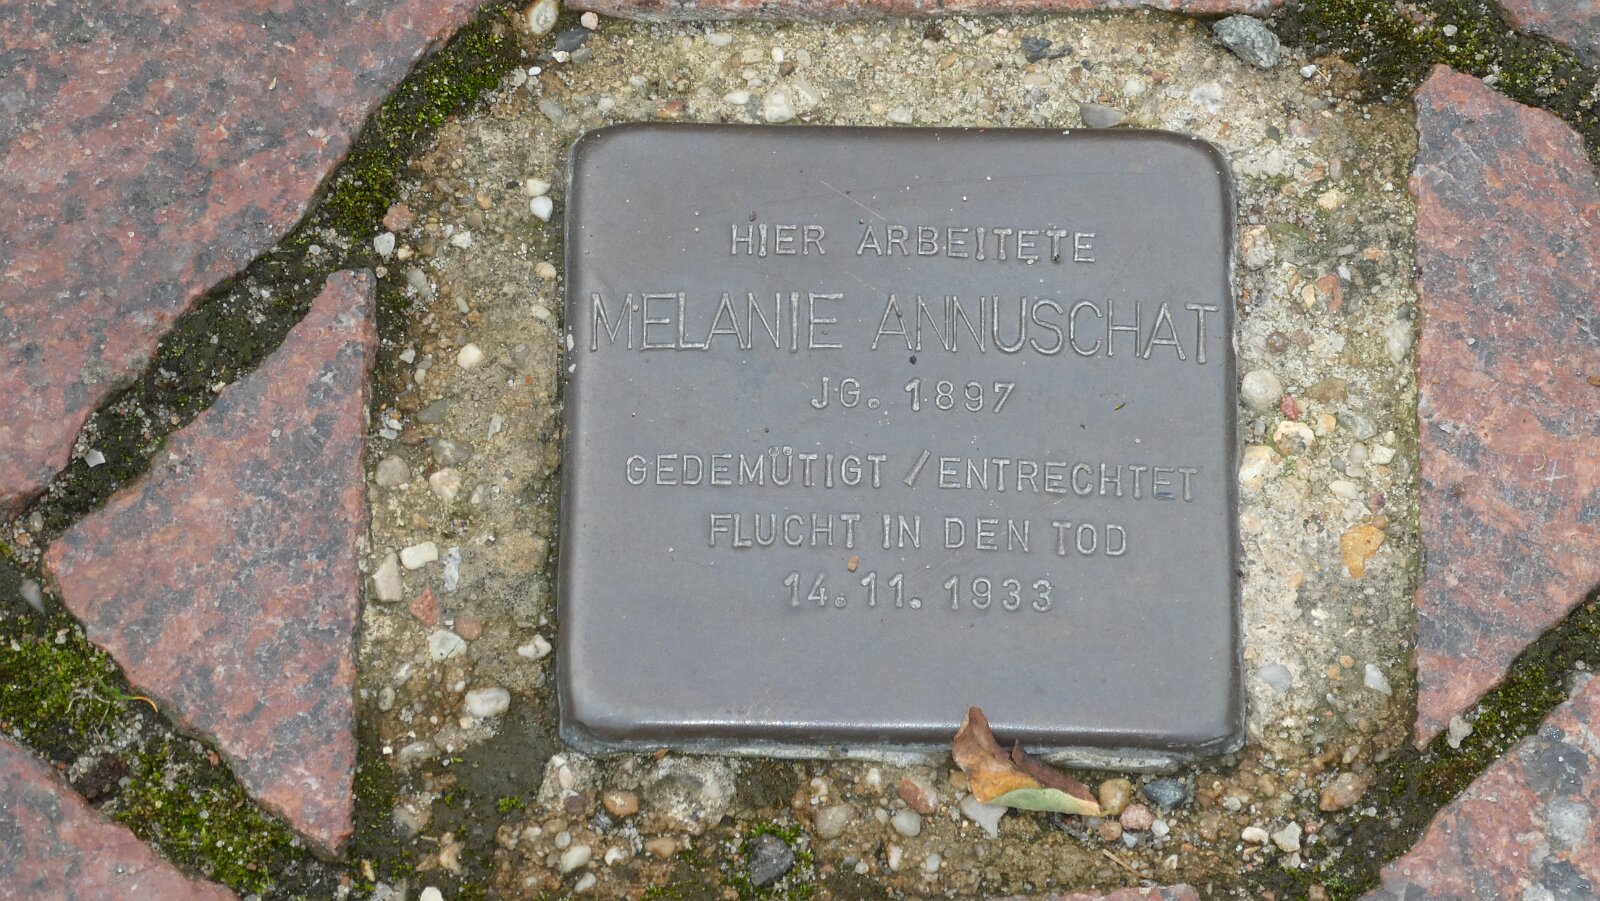 HIER ARBEITETE
MELANIE ANNUSCHAT
JG. 1897
GEDEMÜTIGT / ENTRECHTET
FLUCHT IN DEN TOD
14.11.1933